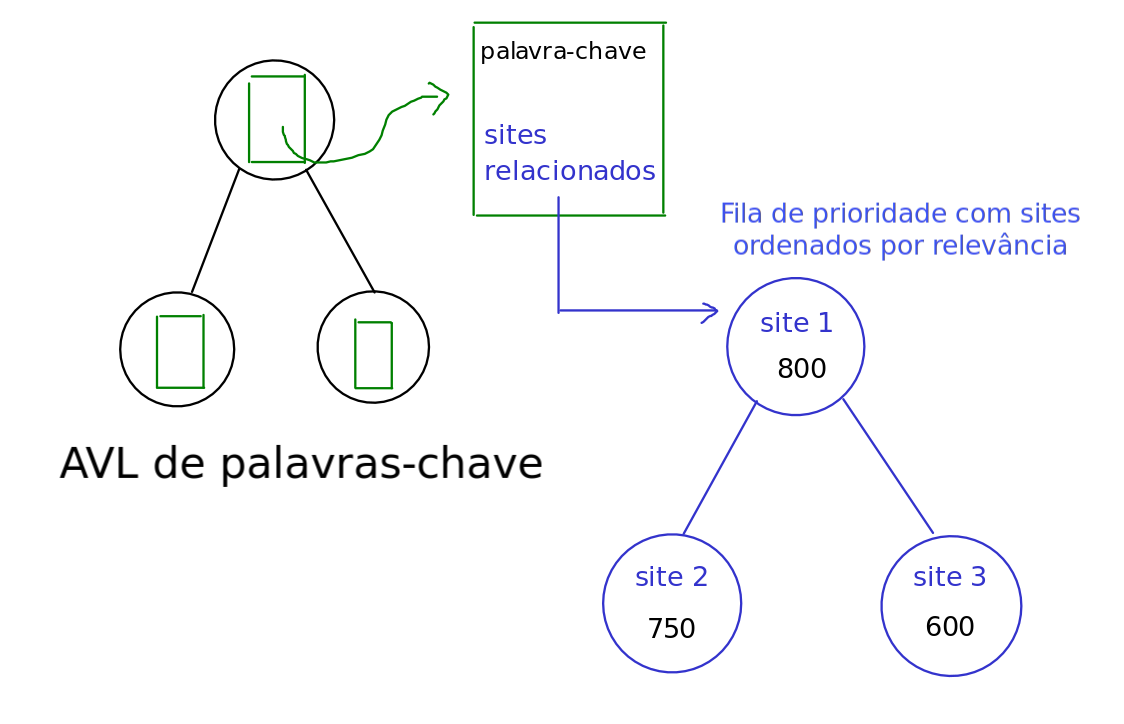 palavra-chave
sites
relacionados
Fila de prioridade com sites
ordenados por relevância
site 1
800
AVL de palavras-chave
site 2
750
site 3
600